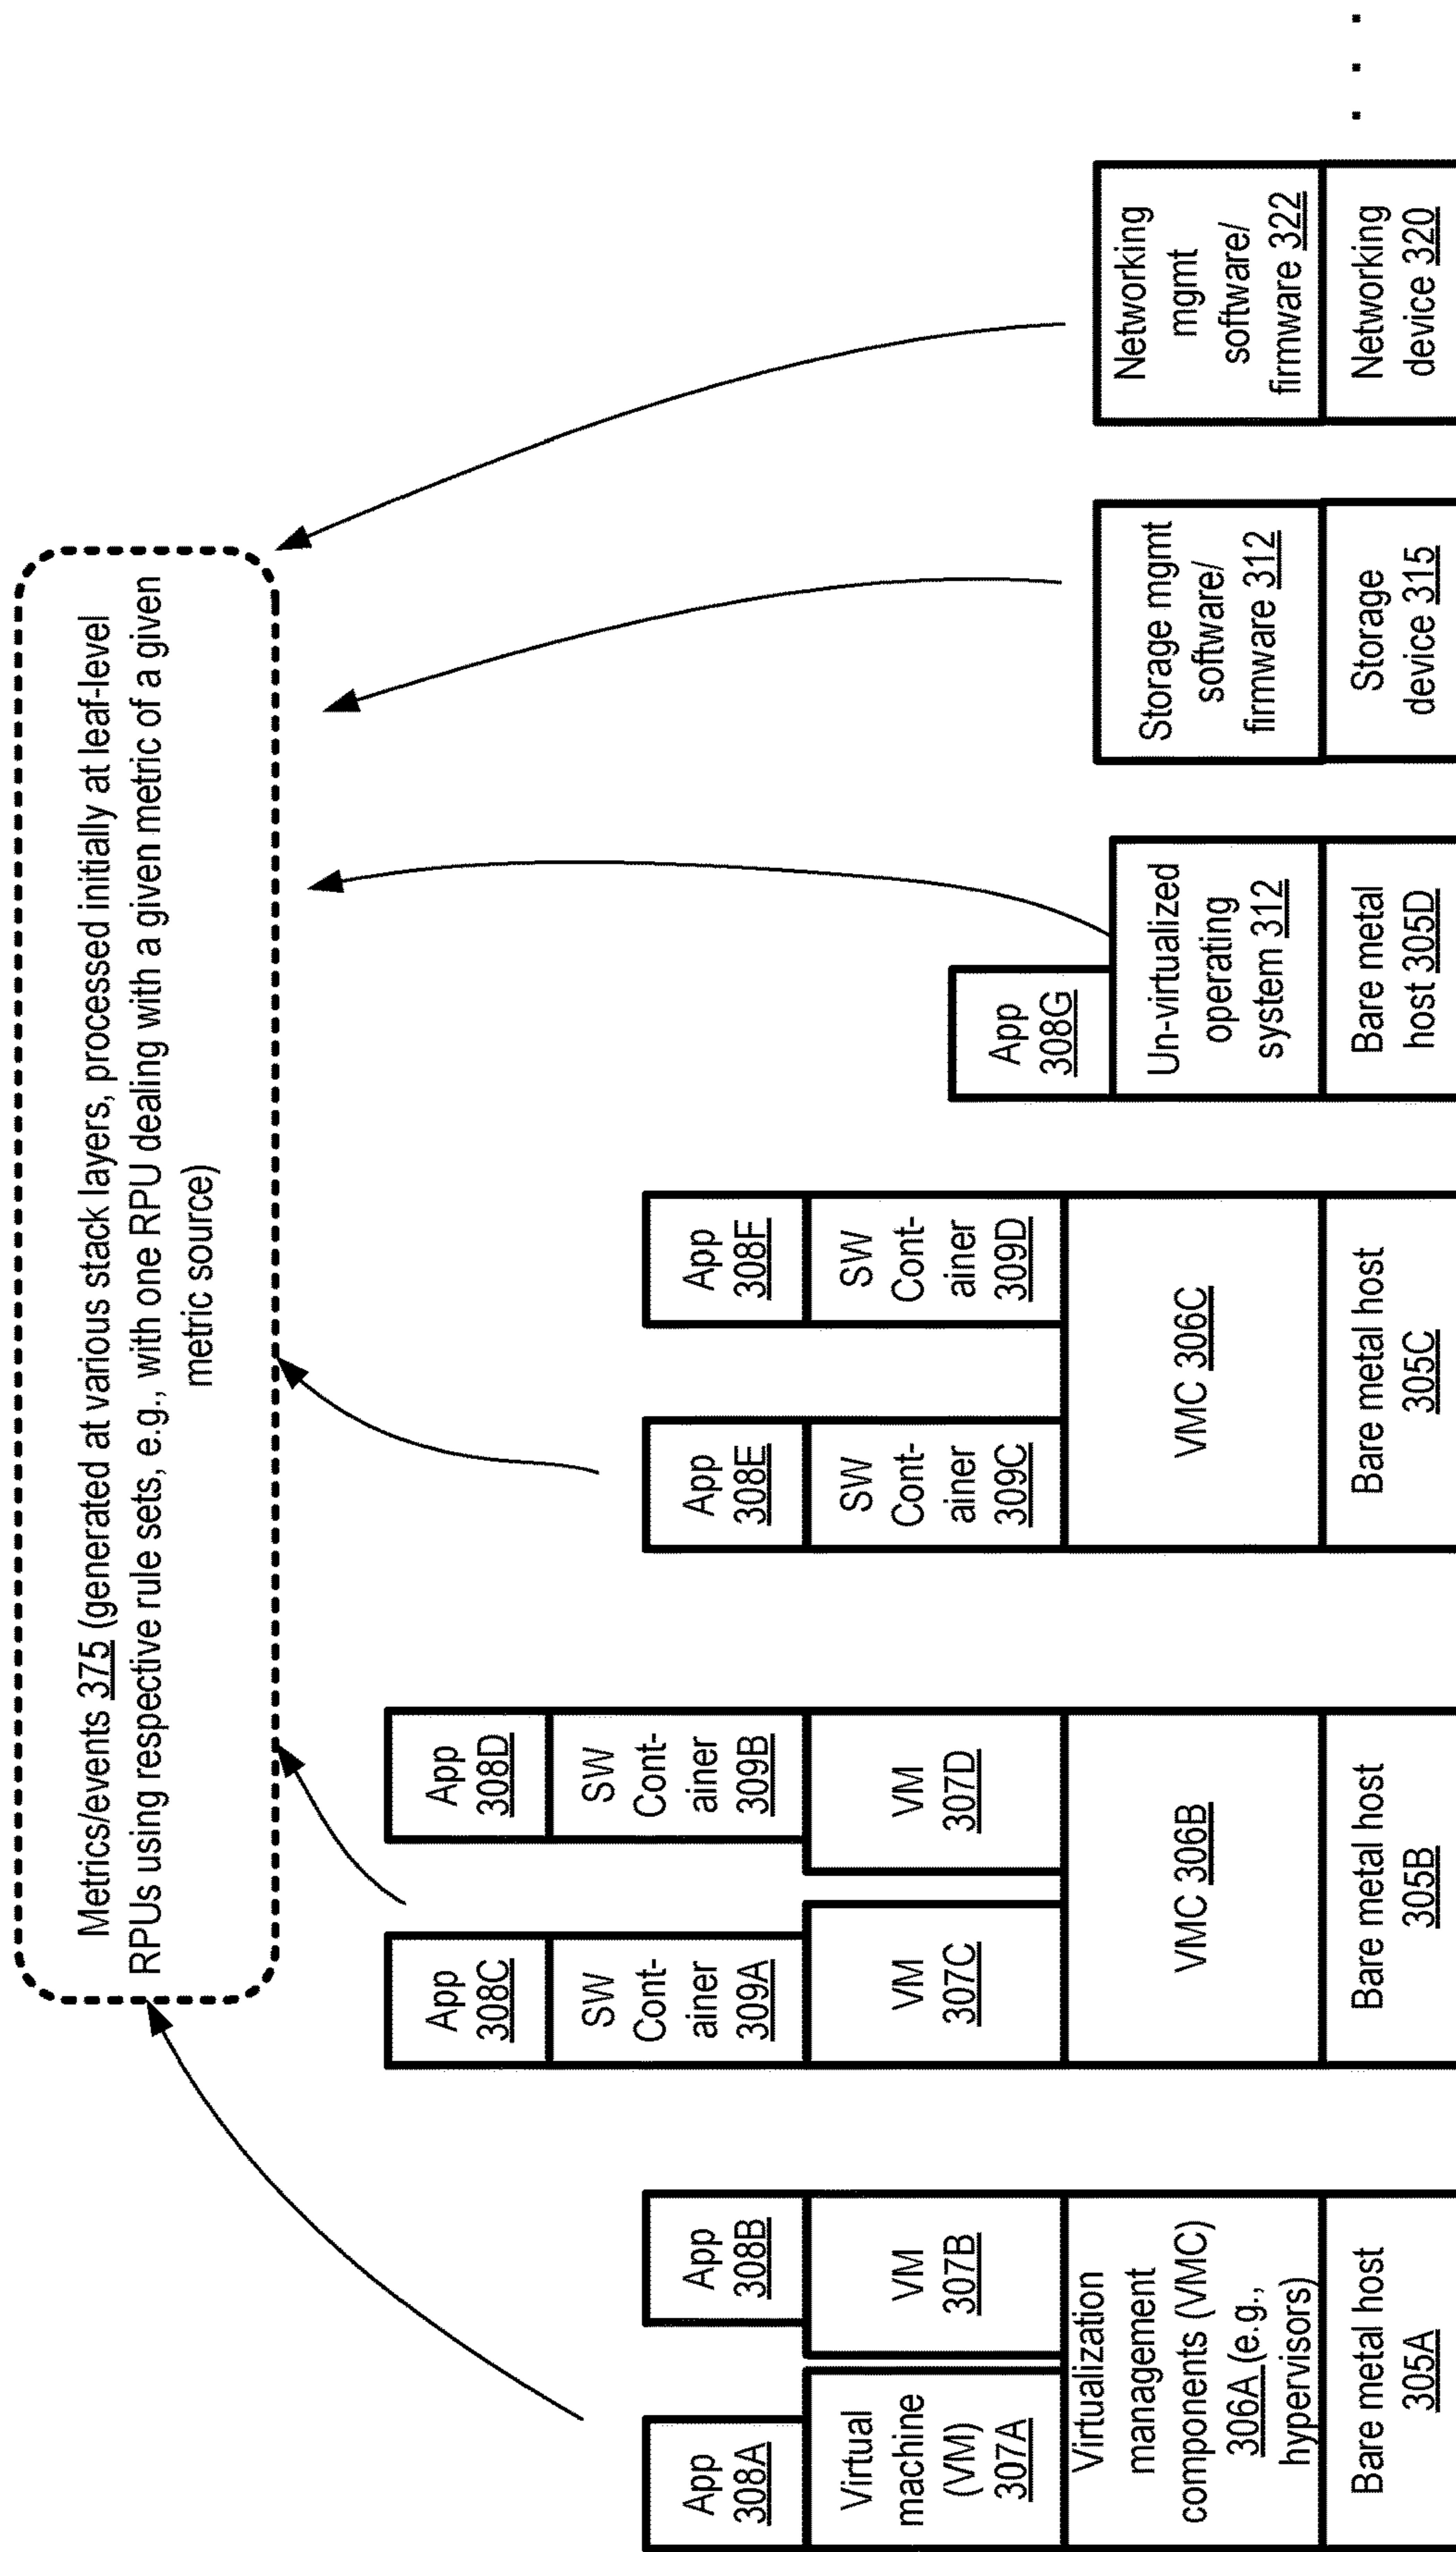 Metrics/events 375 (generated at various stack layers, processed initially at leaf-level
RPUs using respective rule sets, e.g., with one RPU dealing with a given metric of a given
metric source)
App
308A
Virtual
machine
(VM)
307A
App
308B
VM
307B
Virtualization
management
components (VMC)
306A (e.g.,
hypervisors)
Bare metal host
305A
App
308C
SW
Cont-
ainer
309A
VM
307C
App
308D
SW
Cont-
ainer
309B
VM
307D
VMC 306B
Bare metal host
305B
App
308E
SW
Cont-
ainer
309C
App
308F
SW
Cont-
ainer
309D
VMC 306C
Bare metal host
305C
App
308G
Un-virtualized
operating
system 312
Bare metal
host 305D
Storage mgmt
software/
firmware 312
Storage
device 315
Networking
mgmt
software/
firmware 322
Networking
device 320
. . .